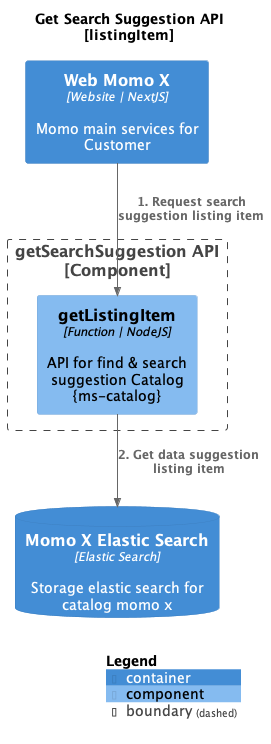 Get Search Suggestion API
[listingItem]
Web Momo X
[Website | NextJS]
Momo main services for
Customer
1. Request search
suggestion listing item
getSearchSuggestion API
[Component]
getListingItem
[Function | NodeJS]
API for find & search
suggestion Catalog
{ms-catalog}
2. Get data suggestion
listing item
Momo X Elastic Search
[Elastic Search]
Storage elastic search for
catalog momo x
Legend
container
component
boundary (dashed)